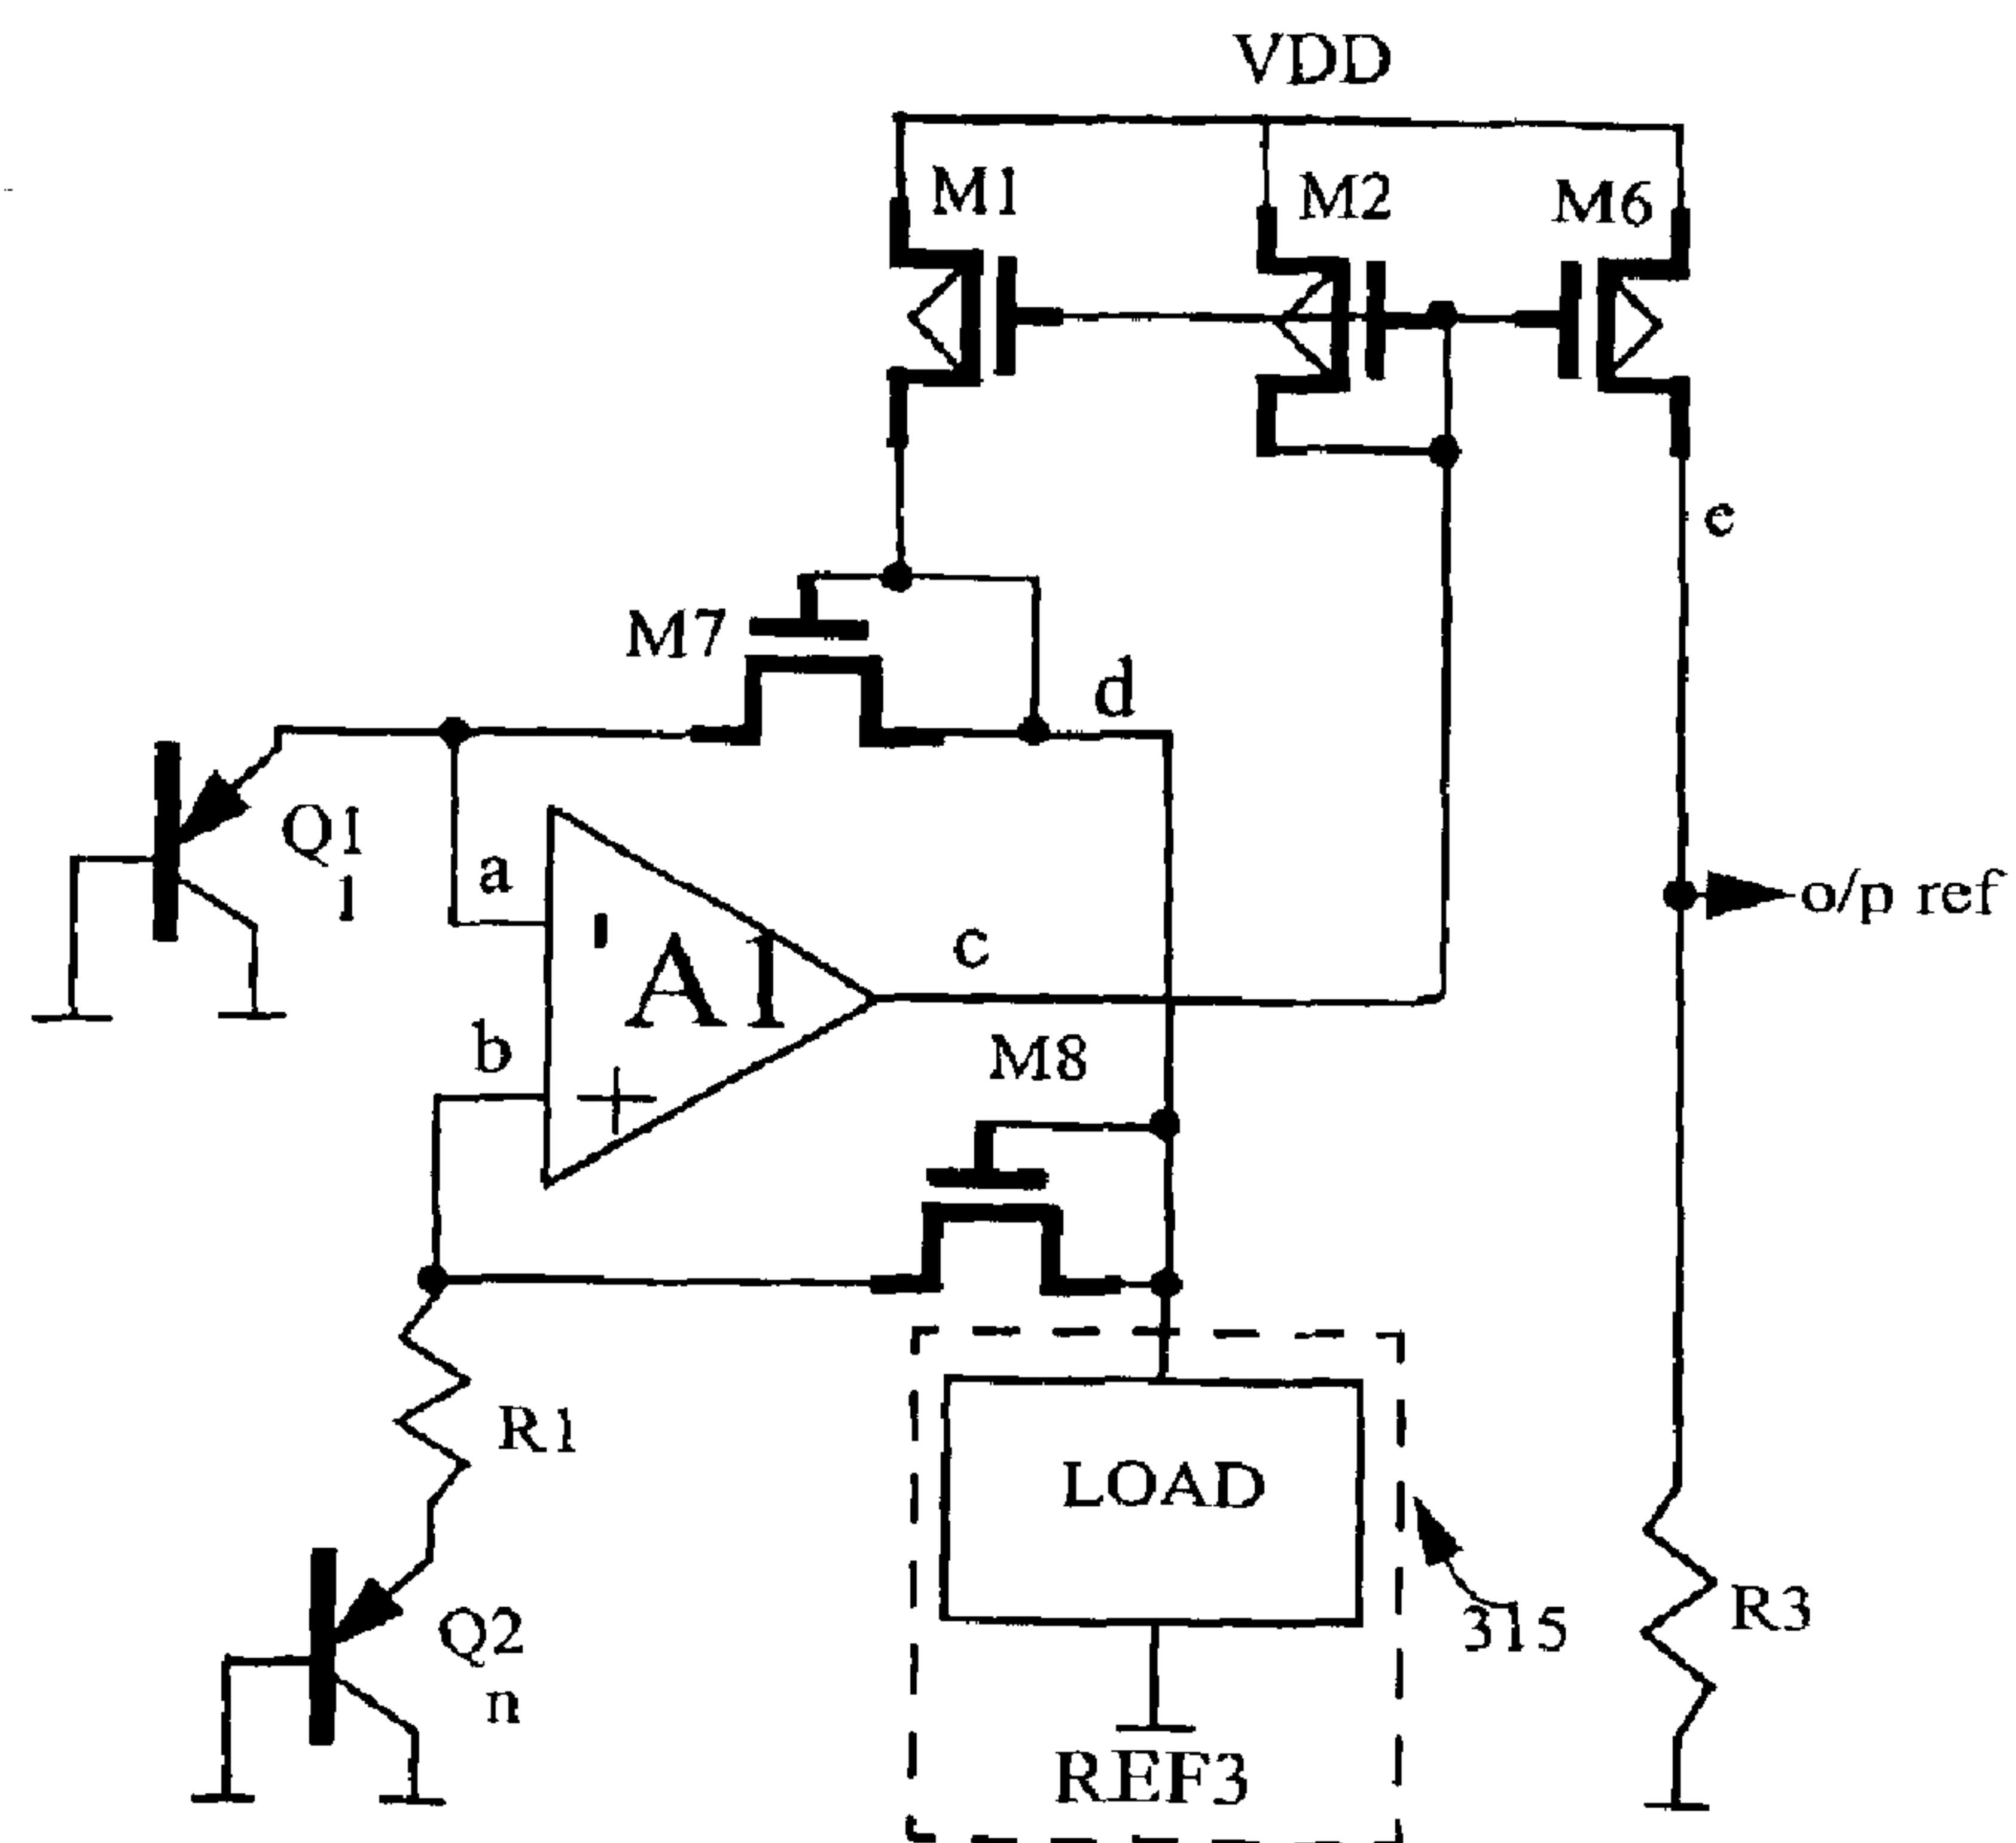 VDD
M1
M2
M6
e
M7
d
Q1
1
a
-
A1
c
o/p ref
b
+
M8
R1
LOAD
315
R3
Q2
n
REF3